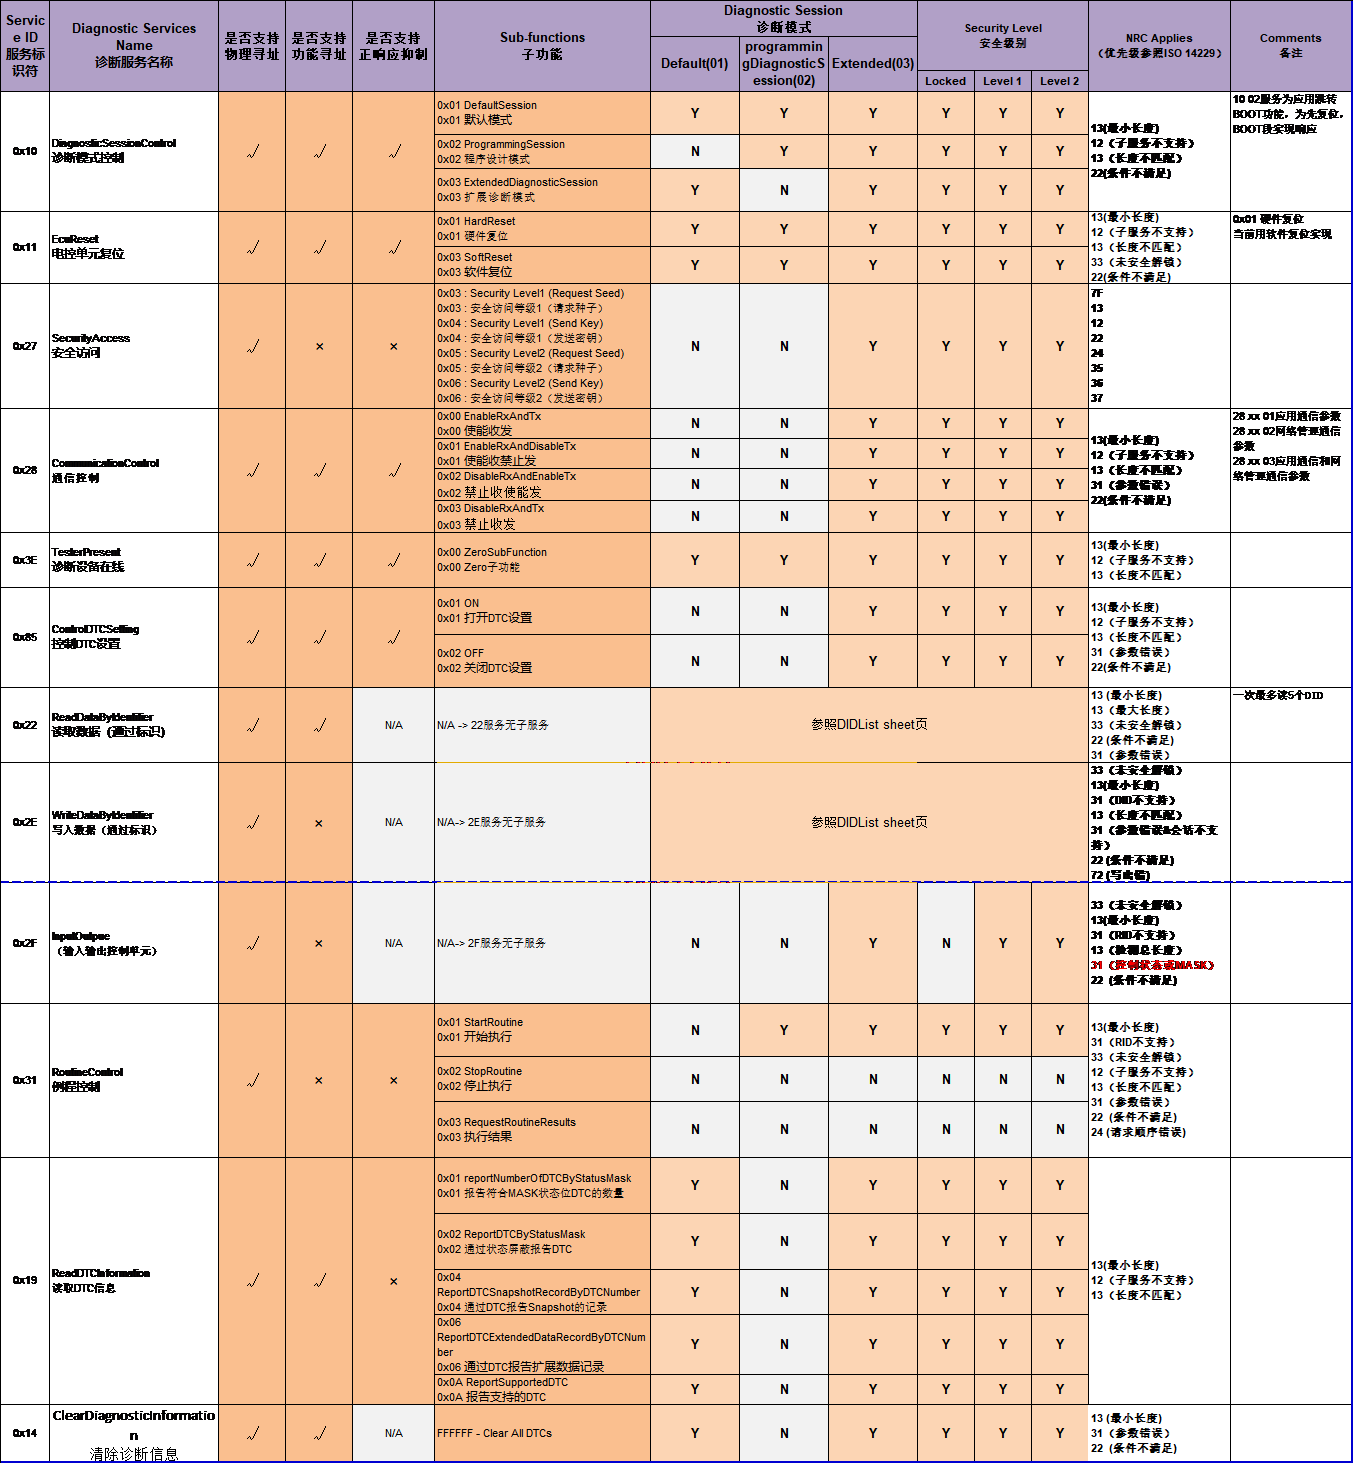 Servic
e ID
服务标
识符
Diagnostic Services
Name
诊断服务名称
是否支持
物理寻址
是否支持
功能寻址
是否支持
正响应抑制
Sub-functions
子功能
Diagnostic Session
诊断模式
Default(01)
programmin
gDiagnosticS
ession(02)
Extended(03)
Security Level
安全级别
Locked
Level 1
Level 2
NRC Applies
（优先级参照ISO 14229）
Comments
备注
0x10
DiagnosticSessionControl
诊断模式控制
√ √ √
0x01 DefaultSession
0x01 默认模式
Y Y Y Y Y Y
0x02 ProgrammingSession
0x02 程序设计模式
N Y Y Y Y Y
0x03 ExtendedDiagnosticSession
0x03 扩展诊断模式
Y N Y Y Y Y
13(最小长度)
12（子服务不支持）
13（长度不匹配）
22(条件不满足)
10 02服务为应用跳转
BOOT功能，为先复位，
BOOT段实现响应
0x11
EcuReset
电控单元复位
√ √ √
0x01 HardReset
0x01 硬件复位
Y Y Y Y Y Y
0x03 SoftReset
0x03 软件复位
Y Y Y Y Y Y
13(最小长度)
12（子服务不支持）
13（长度不匹配）
33（未安全解锁）
22(条件不满足)
0x01 硬件复位
当前用软件复位实现
0x27
SecurityAccess
安全访问
√ × ×
0x03 : Security Level1 (Request Seed)
0x03 : 安全访问等级1（请求种子）
0x04 : Security Level1 (Send Key)
0x04 : 安全访问等级1（发送密钥）
0x05 : Security Level2 (Request Seed)
0x05 : 安全访问等级2（请求种子）
0x06 : Security Level2 (Send Key)
0x06 : 安全访问等级2（发送密钥）
N N Y Y Y Y
7F
13
12
22
24
35
36
37
0x28
CommunicationControl
通信控制
√ √ √
0x00 EnableRxAndTx
0x00 使能收发
N N Y Y Y Y
0x01 EnableRxAndDisableTx
0x01 使能收禁止发
N N Y Y Y Y
0x02 DisableRxAndEnableTx
0x02 禁止收使能发
N N Y Y Y Y
0x03 DisableRxAndTx
0x03 禁止收发
N N Y Y Y Y
13(最小长度)
12（子服务不支持）
13（长度不匹配）
31（参数错误）
22(条件不满足)
28 xx 01应用通信参数
28 xx 02网络管理通信
参数
28 xx 03应用通信和网
络管理通信参数
0x3E
TesterPresent
诊断设备在线
√ √ √
0x00 ZeroSubFunction
0x00 Zero子功能
Y Y Y Y Y Y
13(最小长度)
12（子服务不支持）
13（长度不匹配）
0x85
ControlDTCSetting
控制DTC设置
√ √ √
0x01 ON
0x01 打开DTC设置
N N Y Y Y Y
0x02 OFF
0x02 关闭DTC设置
N N Y Y Y Y
13(最小长度)
12（子服务不支持）
13（长度不匹配）
31（参数错误）
22(条件不满足)
0x22
ReadDataByIdentifier
读取数据（通过标识）
√ √ N/A
N/A -> 22服务无子服务
参照DIDList sheet页
13 (最小长度)
13（最大长度）
33（未安全解锁）
22 (条件不满足)
31（参数错误）
一次最多读5个DID
0x2E
WriteDataByIdentifier
写入数据（通过标识）
√ × N/A
N/A-> 2E服务无子服务
参照DIDList sheet页
33（未安全解锁）
13(最小长度)
31（DID不支持）
13（长度不匹配）
31（参数错误&会话不支
持）
22 (条件不满足)
72 (写出错)
0x2F
InputOutpue
（输入输出控制单元）
√ × N/A
N/A-> 2F服务无子服务
N N Y N Y Y
33（未安全解锁）
13(最小长度)
31（RID不支持）
13（检测总长度）
31（控制状态或MASK）
22（条件不满足)
0x31
RoutineControl
例程控制
√ × ×
0x01 StartRoutine
0x01 开始执行
N Y Y Y Y Y
0x02 StopRoutine
0x02 停止执行
N N N N N N
0x03 RequestRoutineResults
0x03 执行结果
N N N N N N
13(最小长度)
31（RID不支持）
33（未安全解锁）
12（子服务不支持）
13（长度不匹配）
31（参数错误）
22（条件不满足)
24 (请求顺序错误)
0x19
ReadDTCInformation
读取DTC信息
√ √ ×
0x01 reportNumberOfDTCByStatusMask
0x01 报告符合MASK状态位DTC的数量
Y N Y Y Y Y
0x02 ReportDTCByStatusMask
0x02 通过状态屏蔽报告DTC
Y N Y Y Y Y
0x04
ReportDTCSnapshotRecordByDTCNumber
0x04 通过DTC报告Snapshot的记录
Y N Y Y Y Y
0x06
ReportDTCExtendedDataRecordByDTCNum
ber
0x06 通过DTC报告扩展数据记录
Y N Y Y Y Y
0x0A ReportSupportedDTC
0x0A 报告支持的DTC
Y N Y Y Y Y
13(最小长度)
12（子服务不支持）
13（长度不匹配）
0x14
ClearDiagnosticInformatio
n
清除诊断信息
√ √ N/A
FFFFFF - Clear All DTCs
Y N Y Y Y Y
13 (最小长度)
31（参数错误）
22（条件不满足)